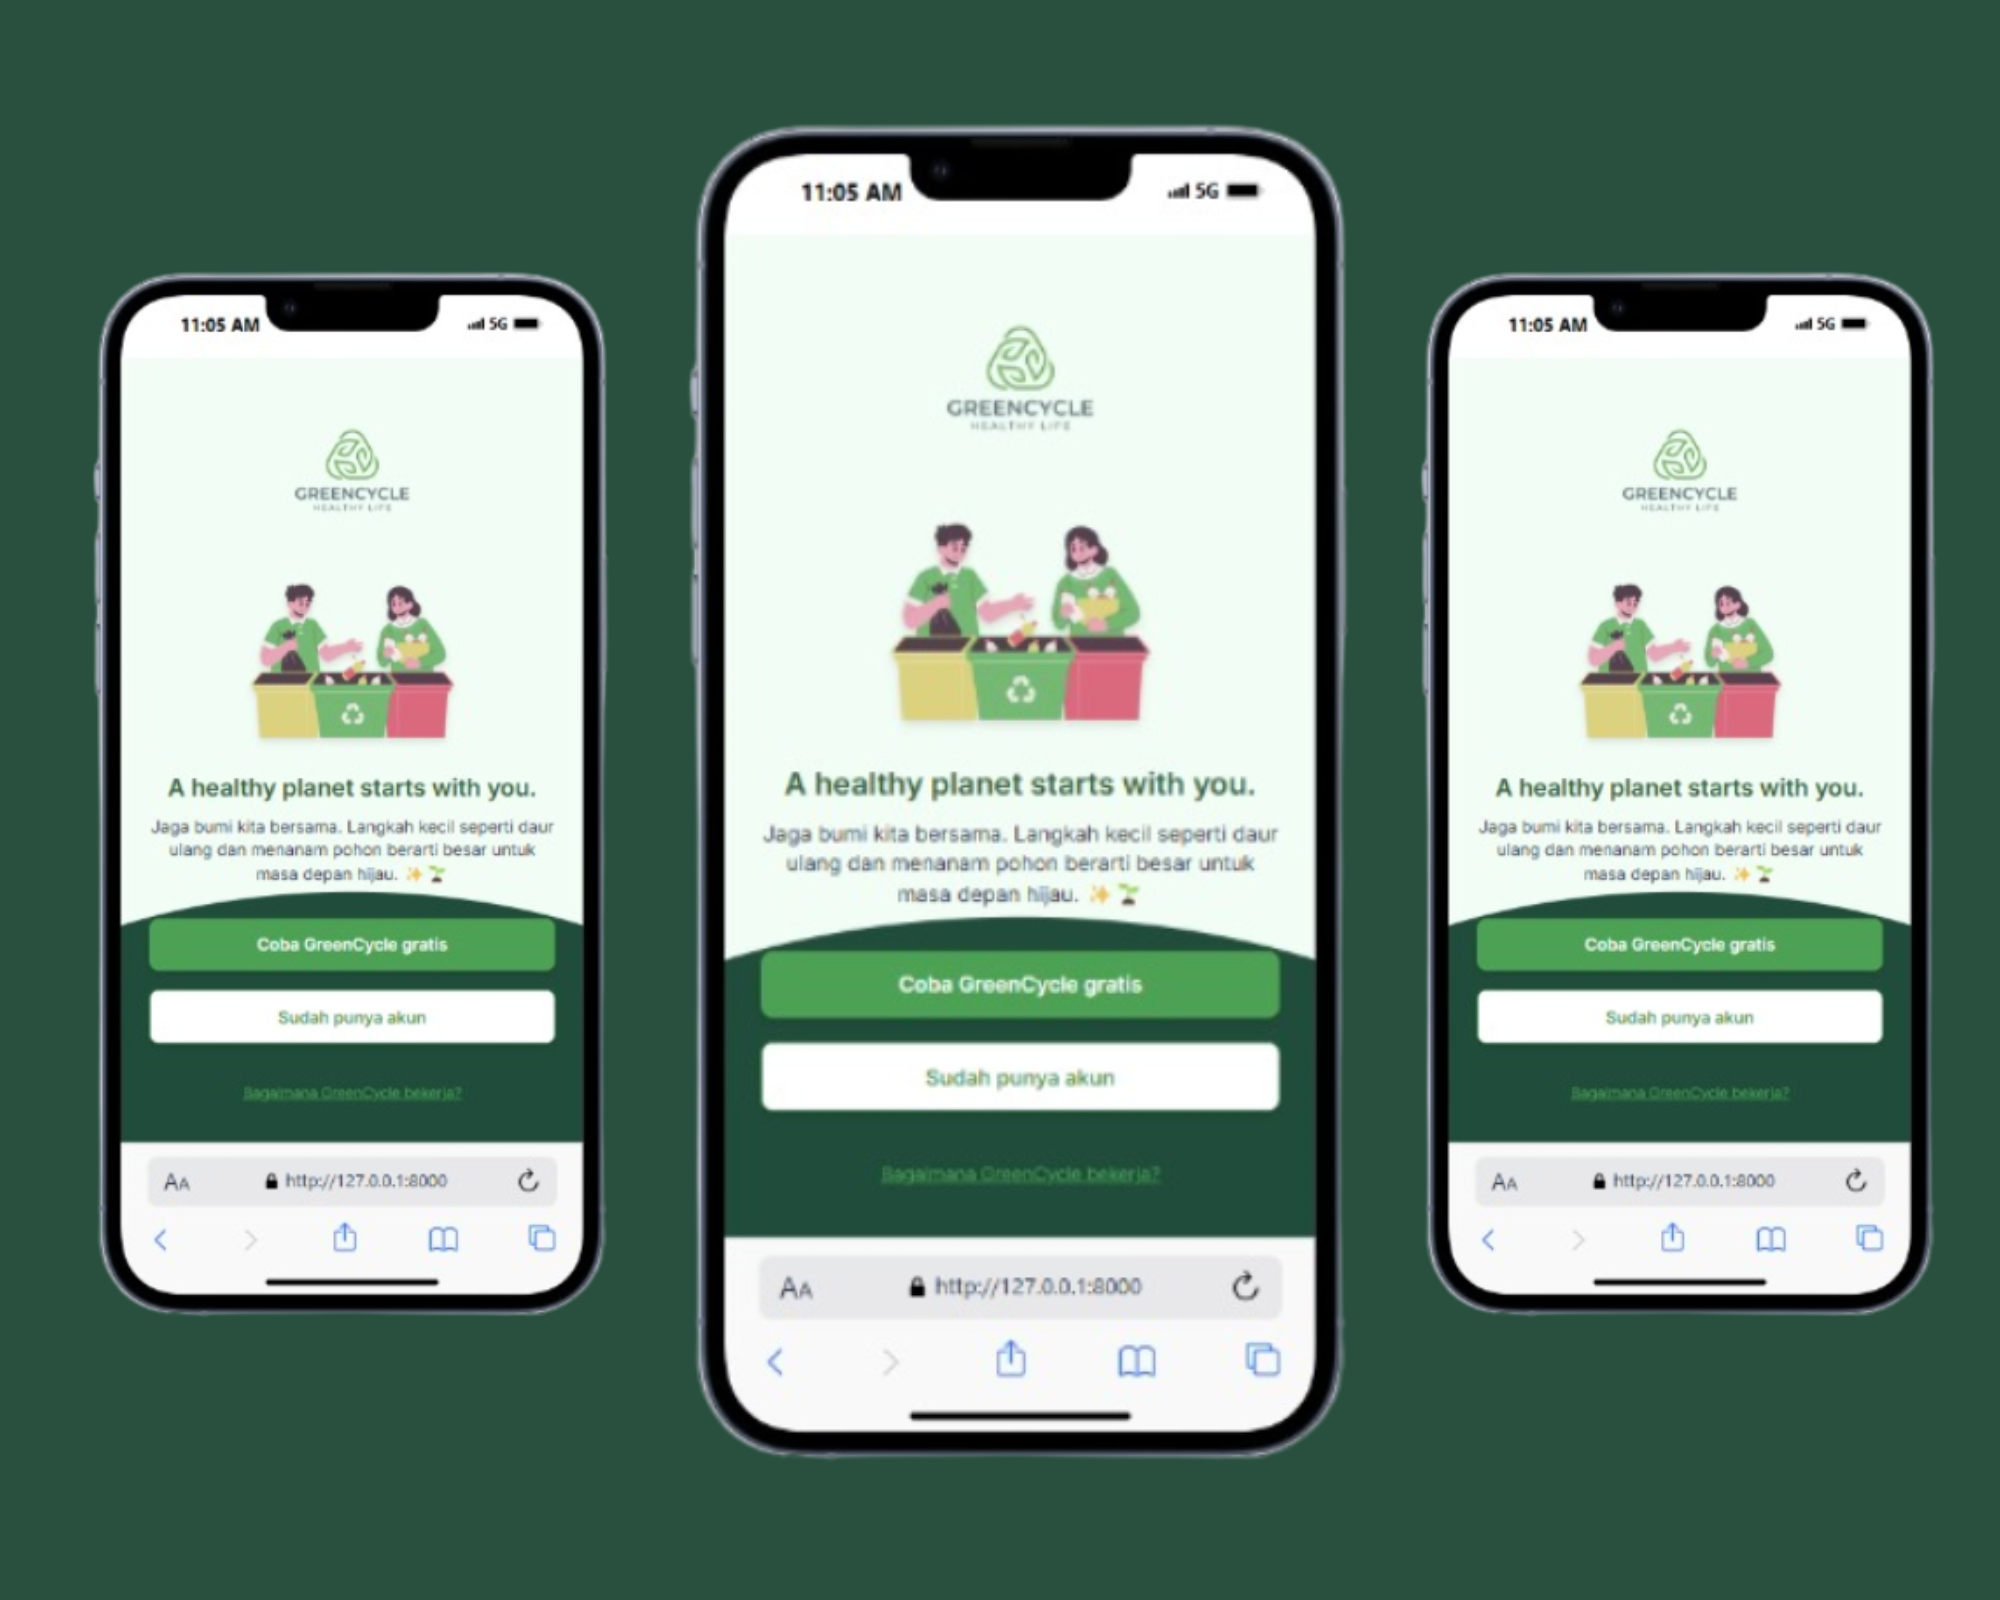 11:05 AM 5G
GREENCYCLE
HEALTHY LIFE
A healthy planet starts with you.
Jaga bumi kita bersama. Langkah kecil seperti daur
ulang dan menanam pohon berarti besar untuk
masa depan hijau. ✨🌱
Coba GreenCycle gratis
Sudah punya akun
Bagaimana GreenCycle bekerja?
AA http://127.0.0.1:8000
11:05 AM 5G
GREENCYCLE
HEALTHY LIFE
A healthy planet starts with you.
Jaga bumi kita bersama. Langkah kecil seperti daur
ulang dan menanam pohon berarti besar untuk
masa depan hijau. ✨🌱
Coba GreenCycle gratis
Sudah punya akun
Bagaimana GreenCycle bekerja?
AA http://127.0.0.1:8000
11:05 AM 5G
GREENCYCLE
HEALTHY LIFE
A healthy planet starts with you.
Jaga bumi kita bersama. Langkah kecil seperti daur
ulang dan menanam pohon berarti besar untuk
masa depan hijau. ✨🌱
Coba GreenCycle gratis
Sudah punya akun
Bagaimana GreenCycle bekerja?
AA http://127.0.0.1:8000